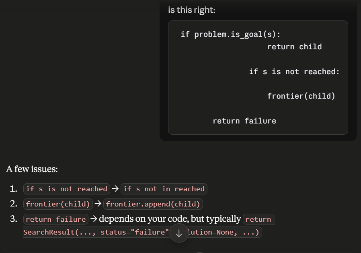 is this right:
if problem.is_goal(s):
return child
if s is not reached:
frontier(child)
return failure
A few issues:
1. if s is not reached → if s not in reached
2. frontier(child) → frontier.append(child)
3. return failure → depends on your code, but typically return
SearchResult(..., status "failure" lution None, ...)